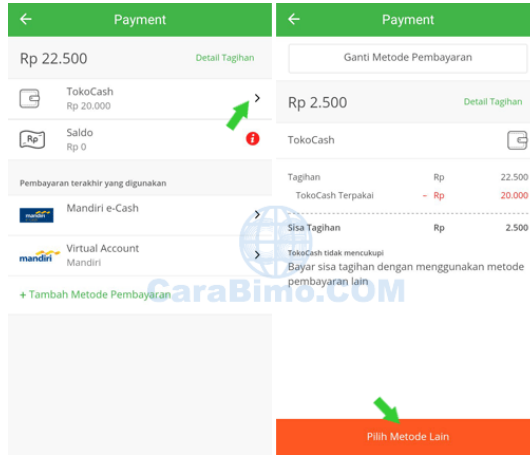 Payment
Rp 22.500
Detail Tagihan
TokoCash
Rp 20.000
Rp
Saldo
Rp 0
Pembayaran terakhir yang digunakan
mandiri
Mandiri e-Cash
mandiri
Virtual Account
Mandiri
+ Tambah Metode Pembayaran
Payment
Ganti Metode Pembayaran
Rp 2.500
Detail Tagihan
TokoCash
Tagihan Rp 22.500
TokoCash Terpakai – Rp 20.000
Sisa Tagihan Rp 2.500
TokoCash tidak mencukupi
Bayar sisa tagihan dengan menggunakan metode
pembayaran lain
Pilih Metode Lain
CaraBimo.COM